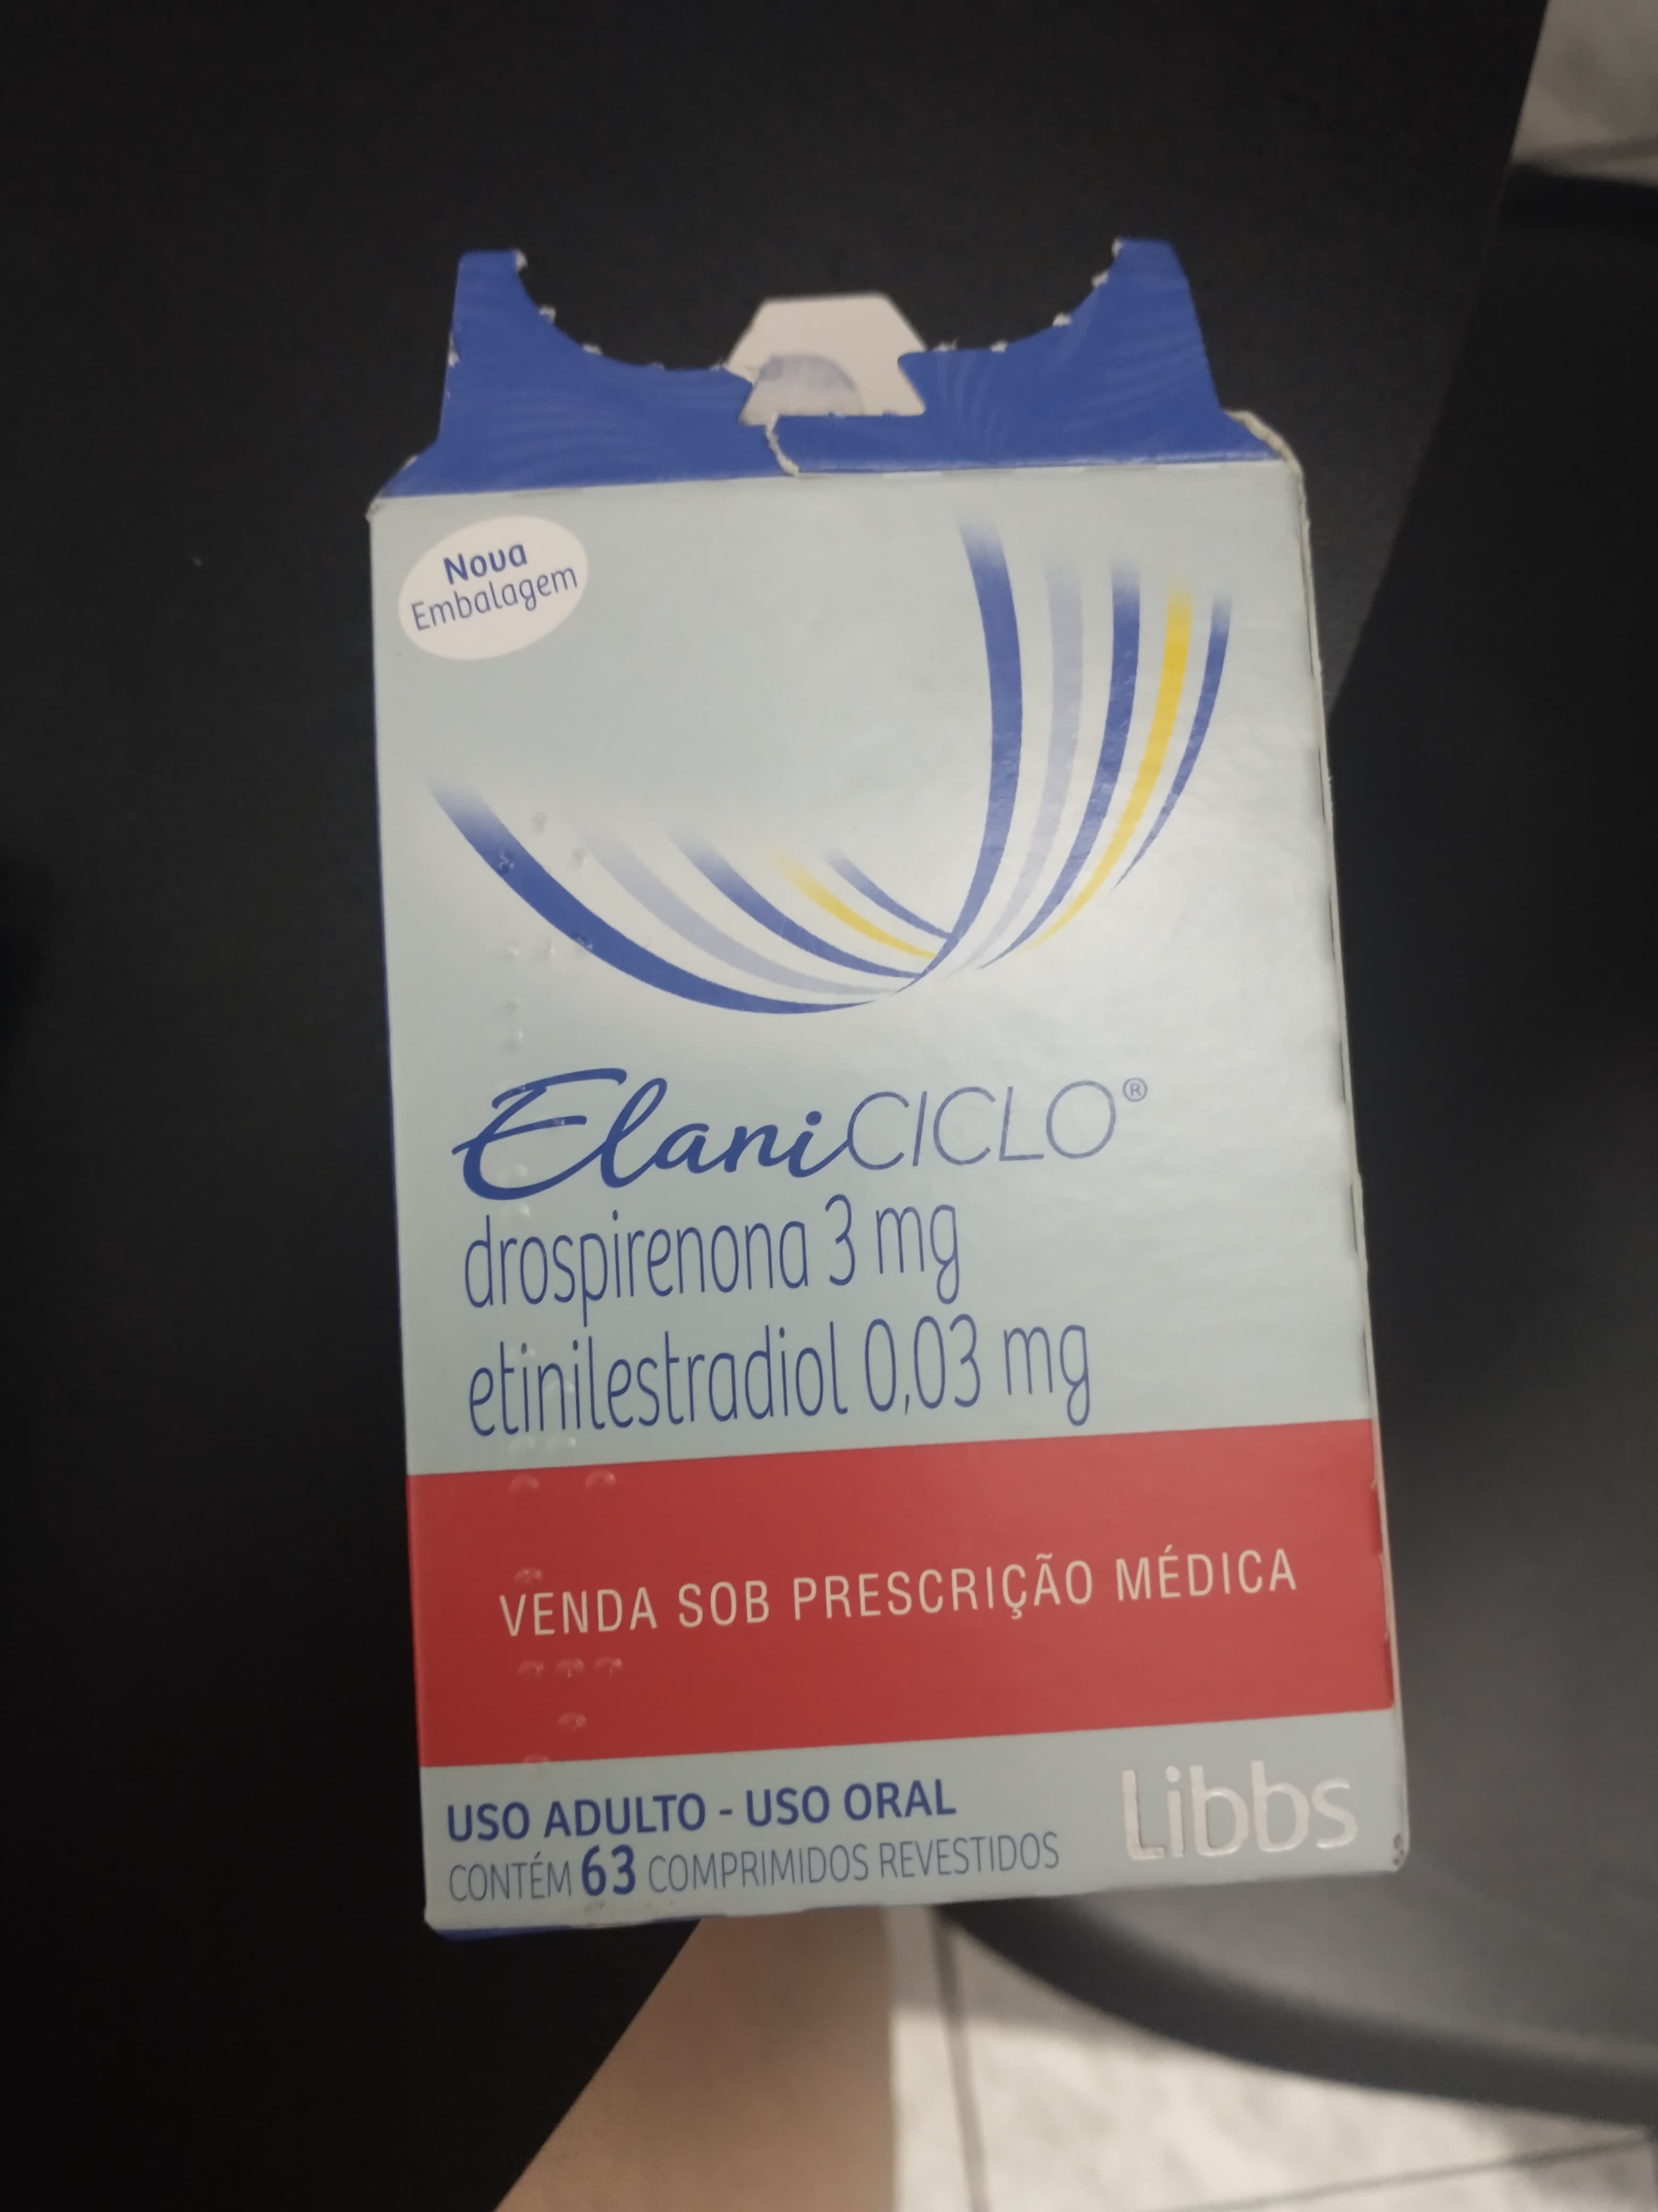 Nova
Embalagem
ElaniCICLO®
drospirenona 3 mg
etinilestradiol 0,03 mg
VENDA SOB PRESCRIÇÃO MÉDICA
USO ADULTO - USO ORAL
CONTÉM 63 COMPRIMIDOS REVESTIDOS
Libbs